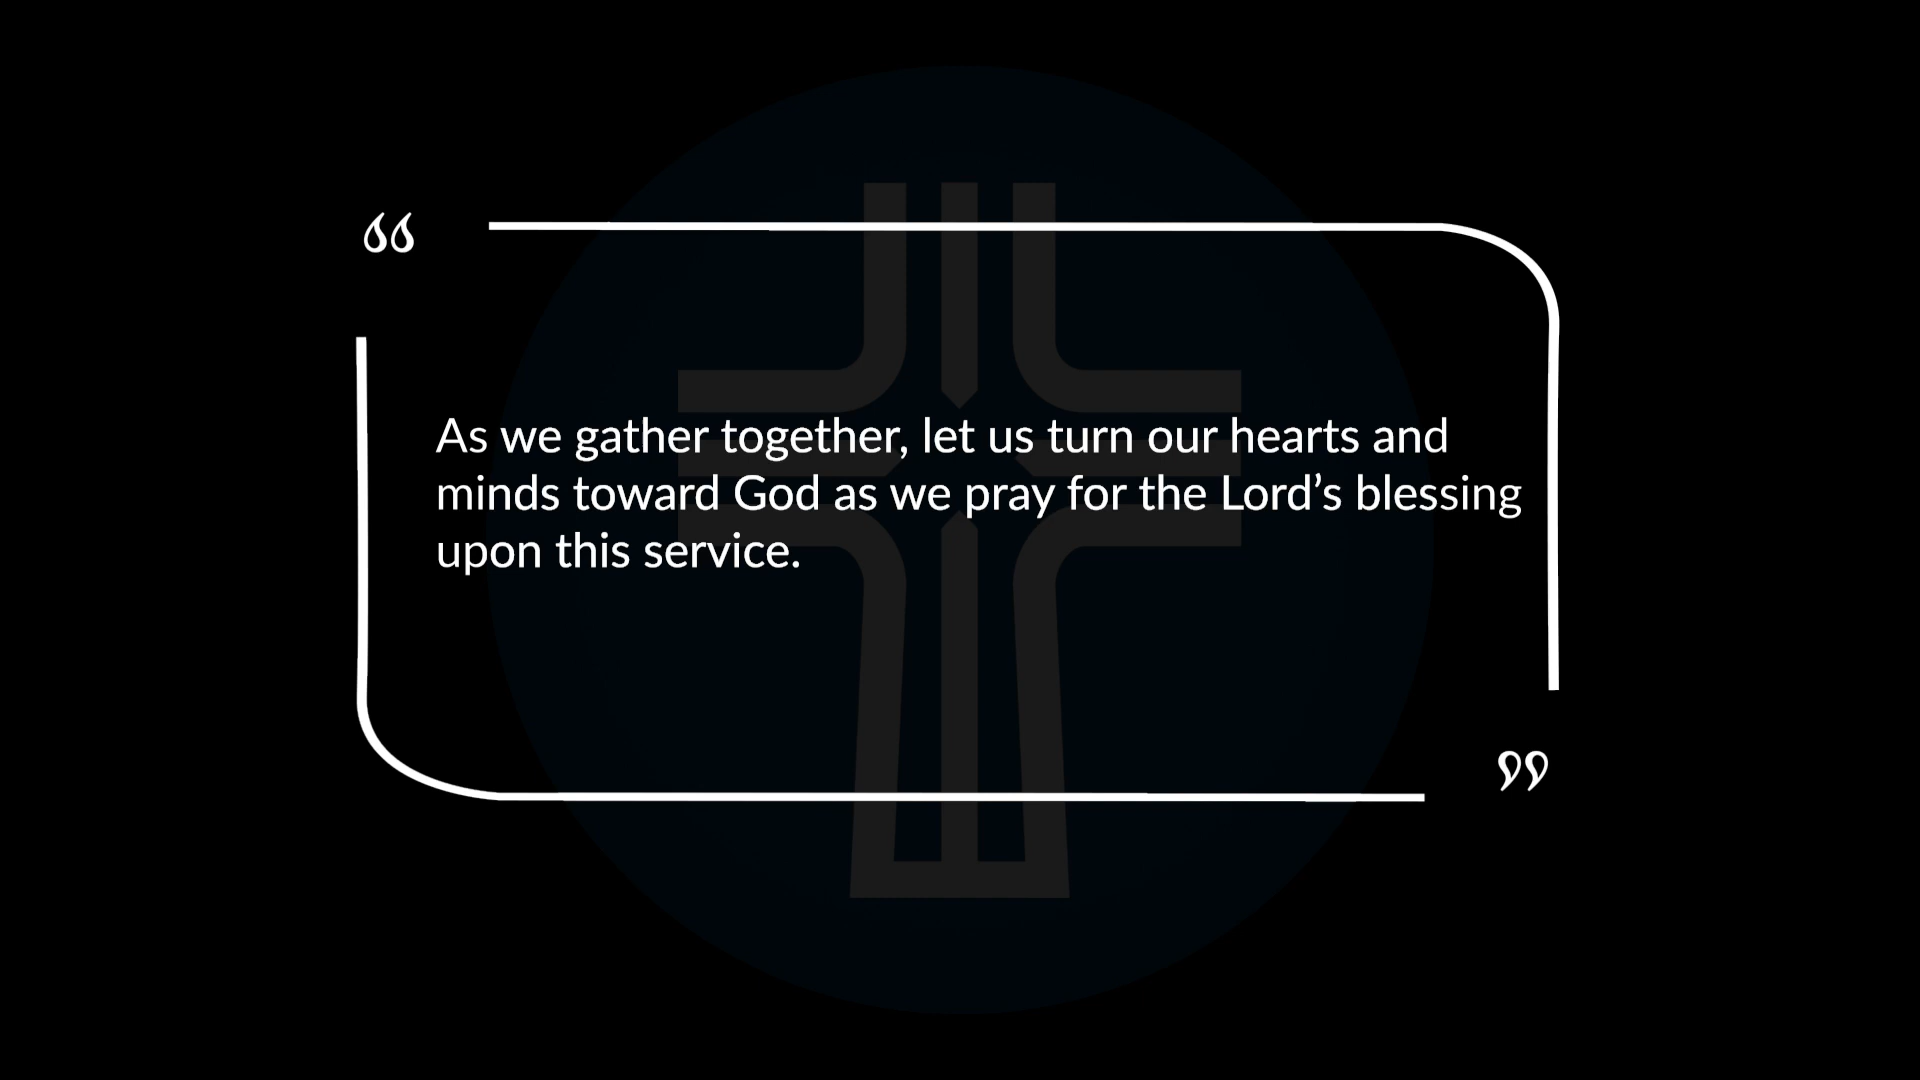 “
As we gather together, let us turn our hearts and
minds toward God as we pray for the Lord’s blessing
upon this service.
”